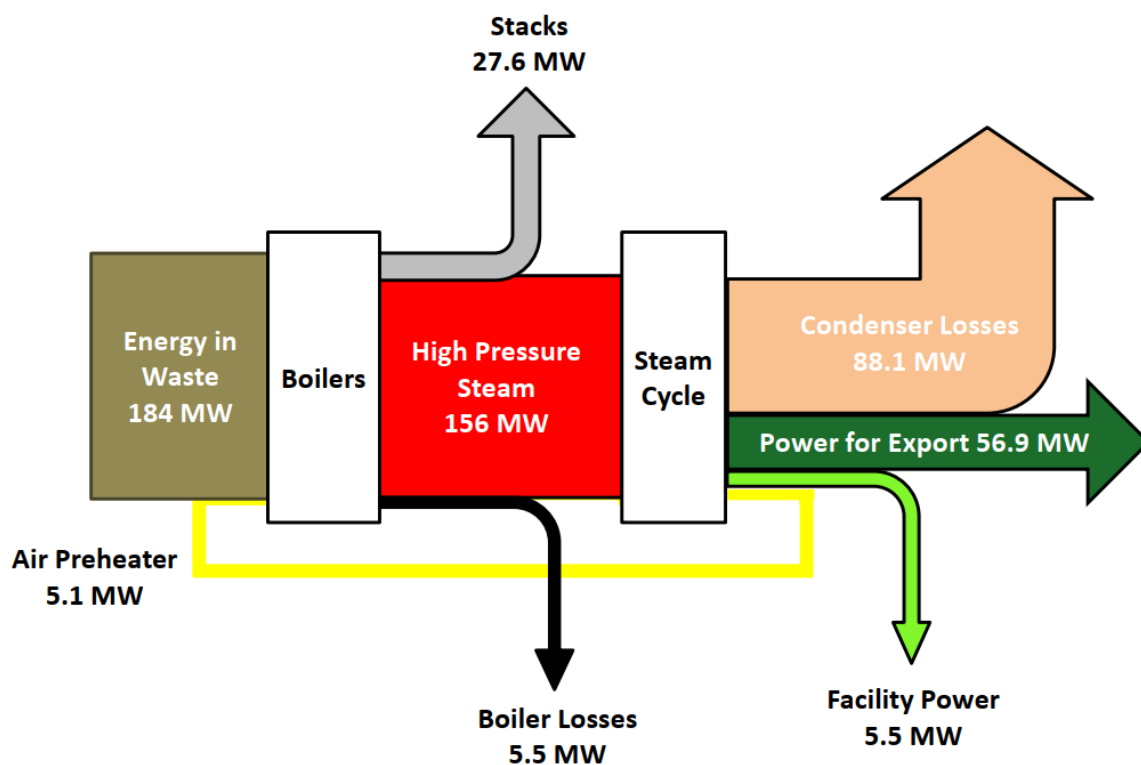 Stacks
27.6 MW
Energy in
Waste
184 MW
Boilers
High Pressure
Steam
156 MW
Steam
Cycle
Condenser Losses
88.1 MW
Power for Export 56.9 MW
Air Preheater
5.1 MW
Boiler Losses
5.5 MW
Facility Power
5.5 MW